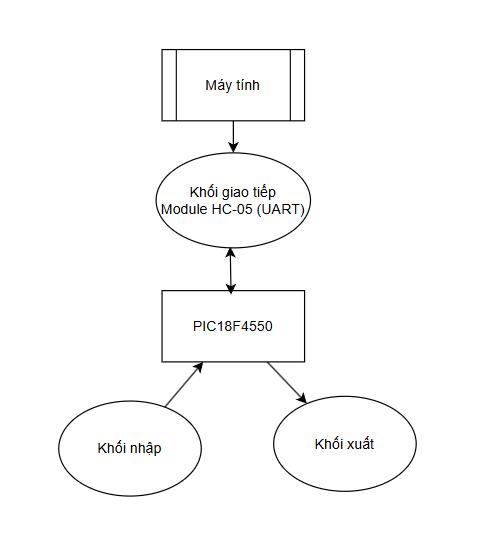 Máy tính
Khối giao tiếp
Module HC-05 (UART)
PIC18F4550
Khối nhập
Khối xuất